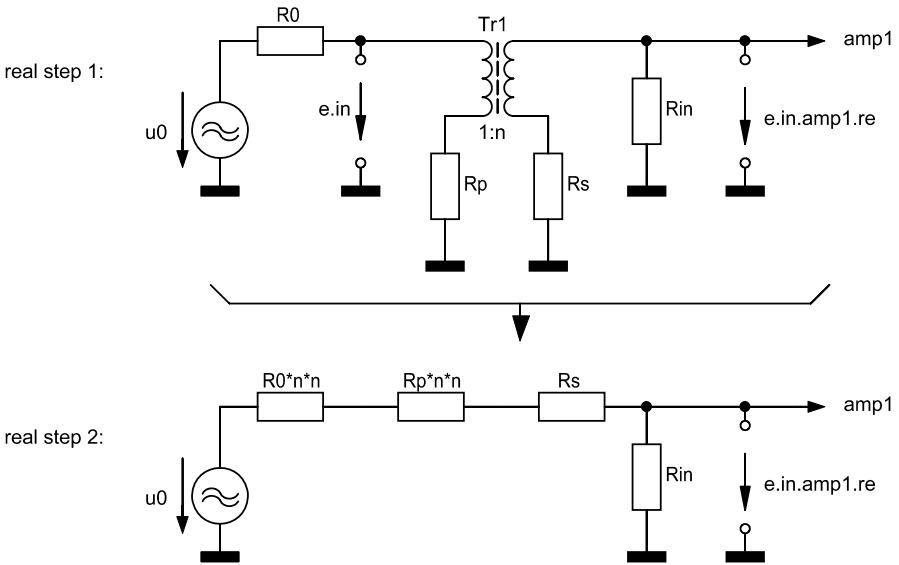 R0
Tr1
amp1
real step 1:
e.in
Rin
e.in.amp1.re
u0
1:n
Rp
Rs
R0*n*n
Rp*n*n
Rs
amp1
real step 2:
Rin
e.in.amp1.re
u0